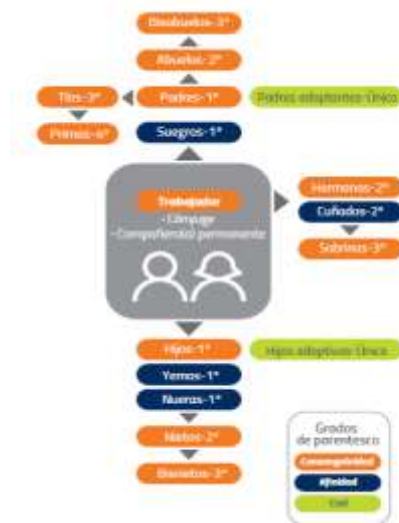 Bisabuelos-3°
Abuelos-2°
Tíos-3°
Padres-1°
Padres adoptantes-Único
Primos-4°
Suegros-1°
Trabajador
-Cónyuge
-Compañero(a) permanente
Hermanos-2°
Cuñados-2°
Sobrinos-3°
Hijos-1°
Hijos adoptivos-Único
Yernos-1°
Nueras-1°
Nietos-2°
Bisnietos-3°
Grados
de parentesco
Consanguinidad
Afinidad
Civil